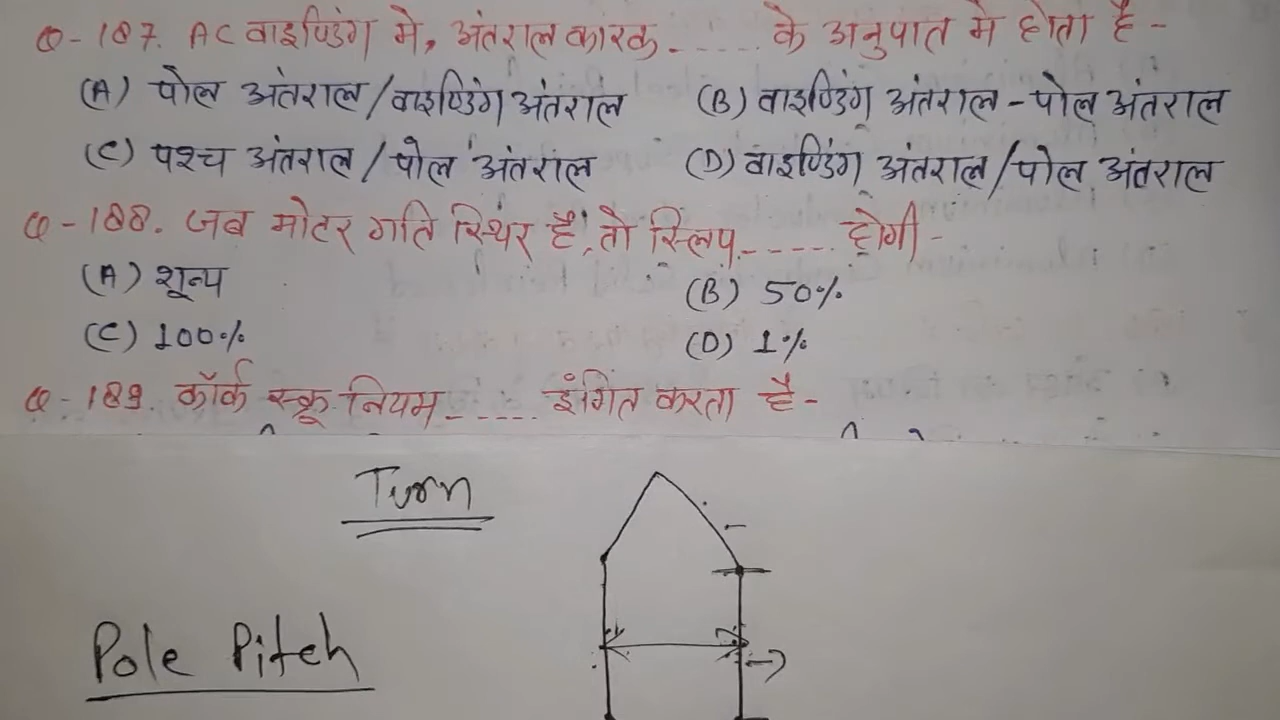 Q-187. AC वाइण्डिंग मे, अंतराल कारक ------ के अनुपात मे होता है -
(A) पोल अंतराल/वाइण्डिंग अंतराल (B) वाइण्डिंग अंतराल-पोल अंतराल
(C) पश्च अंतराल/पोल अंतराल (D) वाइण्डिंग अंतराल/पोल अंतराल
Q-188. जब मोटर गति स्थिर है, तो स्लिप ------ होगी -
(A) शून्य (B) 50%
(C) 100% (D) 1%
Q-189. कॉर्क स्क्रू नियम ------ इंगित करता है -
Turn
Pole Pitch